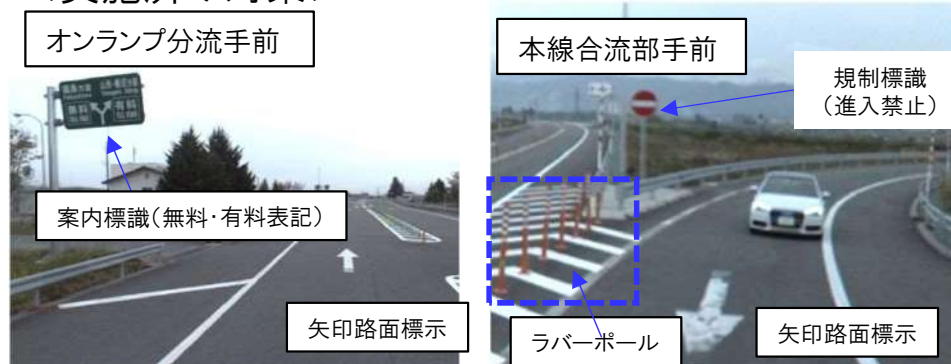 オンランプ分流手前
本線合流部手前
規制標識
(進入禁止)
無料
有料
案内標識(無料・有料表記)
矢印路面標示
ラバーポール
矢印路面標示